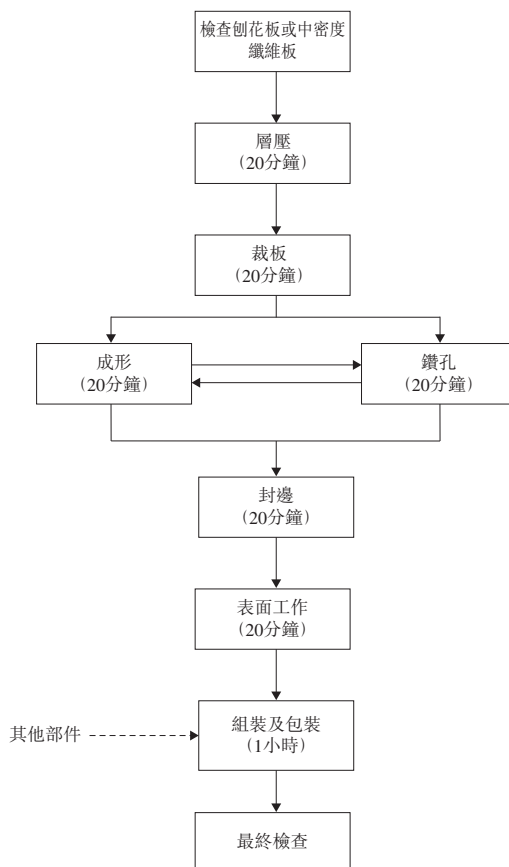 檢查刨花板或中密度
纖維板
層壓
(20分鐘)
裁板
(20分鐘)
成形
(20分鐘)
鑽孔
(20分鐘)
封邊
(20分鐘)
表面工作
(20分鐘)
其他部件
組裝及包裝
(1小時)
最終檢查